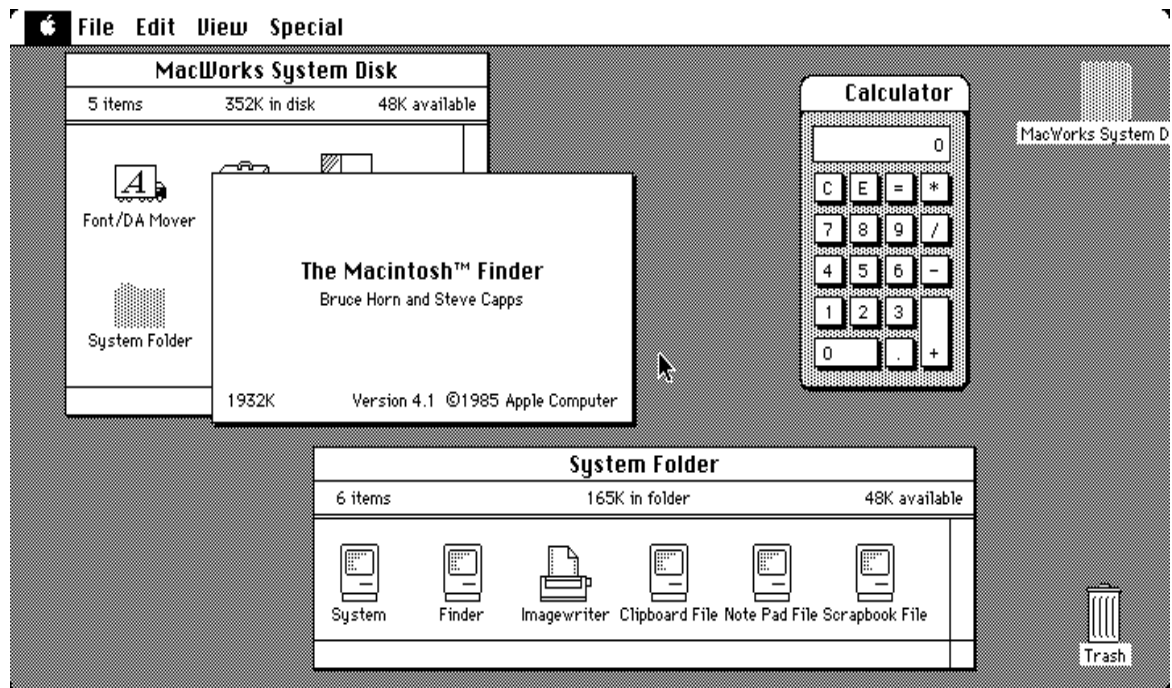 File Edit View Special
MacWorks System Disk
5 items 352K in disk 48K available
Font/DA Mover
System Folder
The Macintosh™ Finder
Bruce Horn and Steve Capps
1932K Version 4.1 ©1985 Apple Computer
Calculator
0
C E = *
7 8 9 /
4 5 6 -
1 2 3
0 . +
MacWorks System D
System Folder
6 items 165K in folder 48K available
System Finder Imagewriter Clipboard File Note Pad File Scrapbook File
Trash